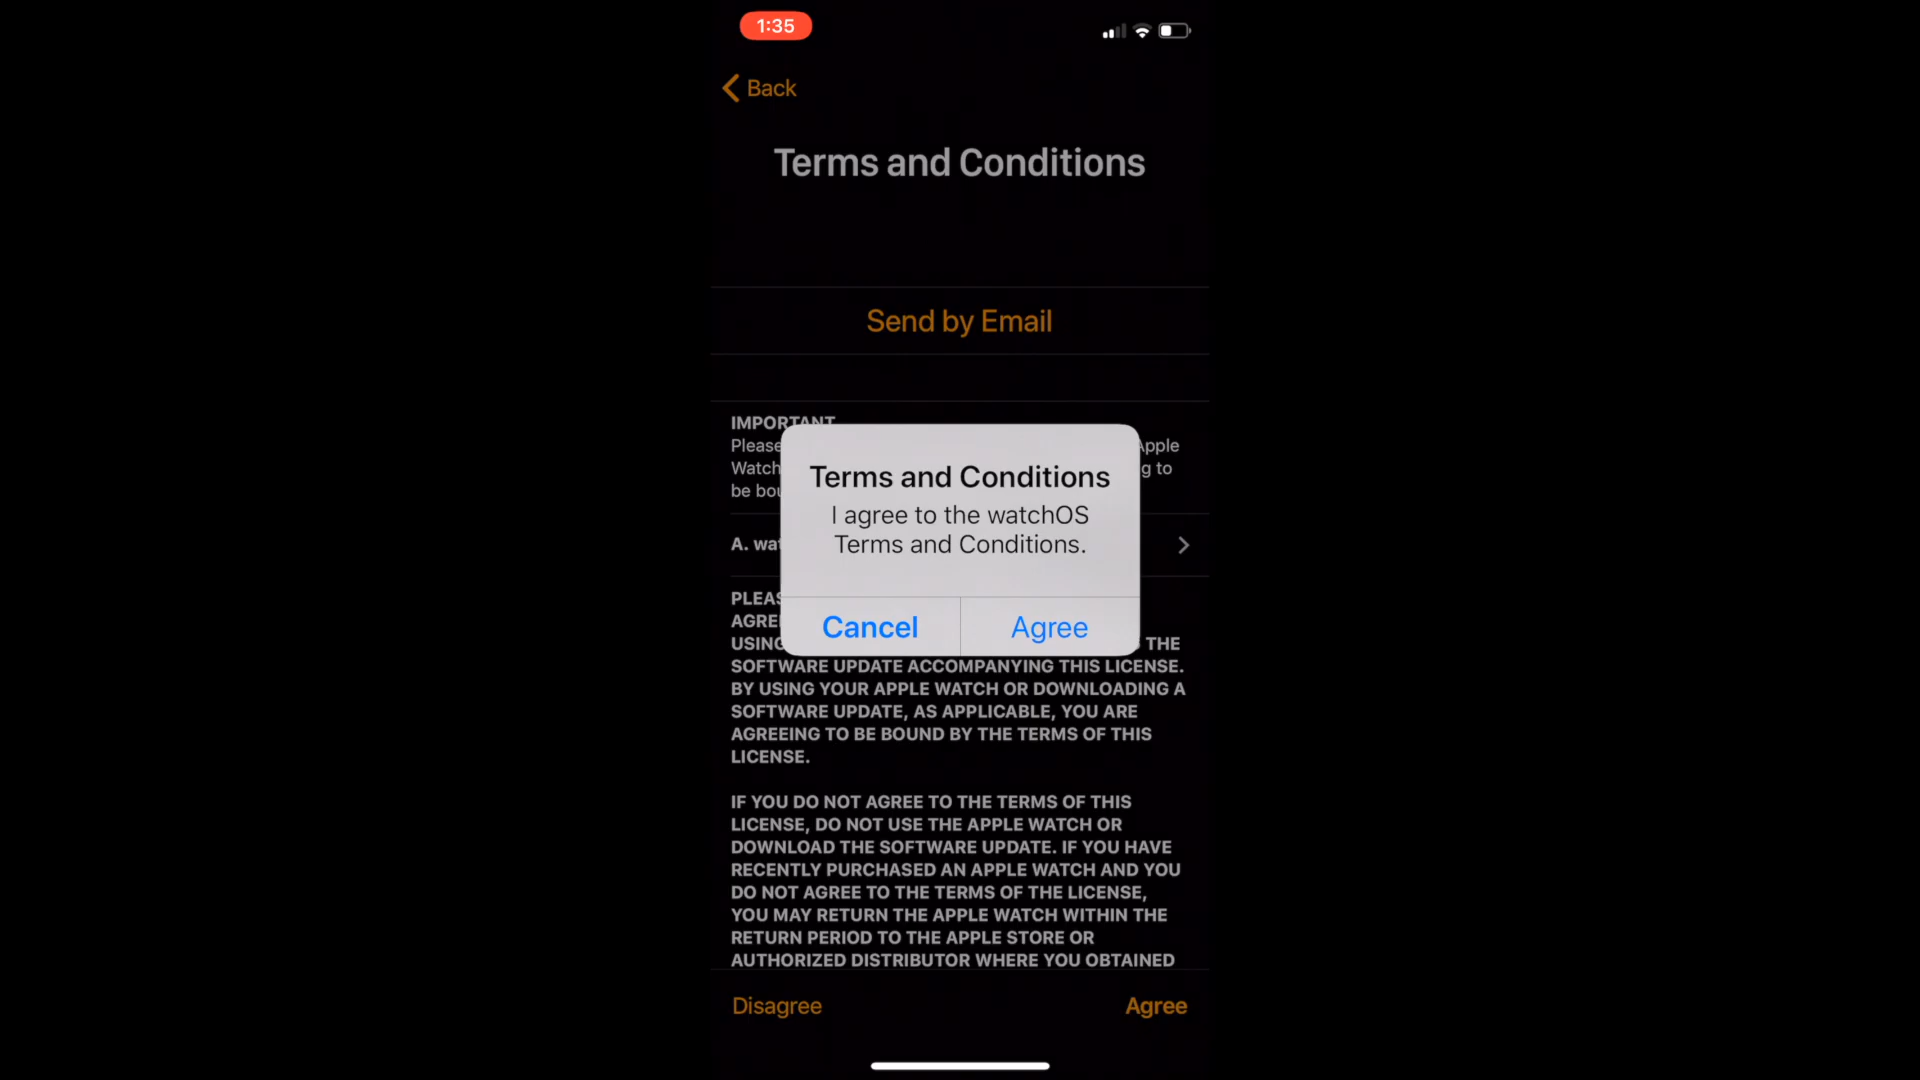 1:35
Back
Terms and Conditions
Send by Email
IMPORTANT
Please
Apple
Watch
g to
be bou
Terms and Conditions
I agree to the watchOS
Terms and Conditions.
Cancel
Agree
A. wat
PLEAS
AGRE
USING
THE
SOFTWARE UPDATE ACCOMPANYING THIS LICENSE.
BY USING YOUR APPLE WATCH OR DOWNLOADING A
SOFTWARE UPDATE, AS APPLICABLE, YOU ARE
AGREEING TO BE BOUND BY THE TERMS OF THIS
LICENSE.
IF YOU DO NOT AGREE TO THE TERMS OF THIS
LICENSE, DO NOT USE THE APPLE WATCH OR
DOWNLOAD THE SOFTWARE UPDATE. IF YOU HAVE
RECENTLY PURCHASED AN APPLE WATCH AND YOU
DO NOT AGREE TO THE TERMS OF THE LICENSE,
YOU MAY RETURN THE APPLE WATCH WITHIN THE
RETURN PERIOD TO THE APPLE STORE OR
AUTHORIZED DISTRIBUTOR WHERE YOU OBTAINED
Disagree
Agree